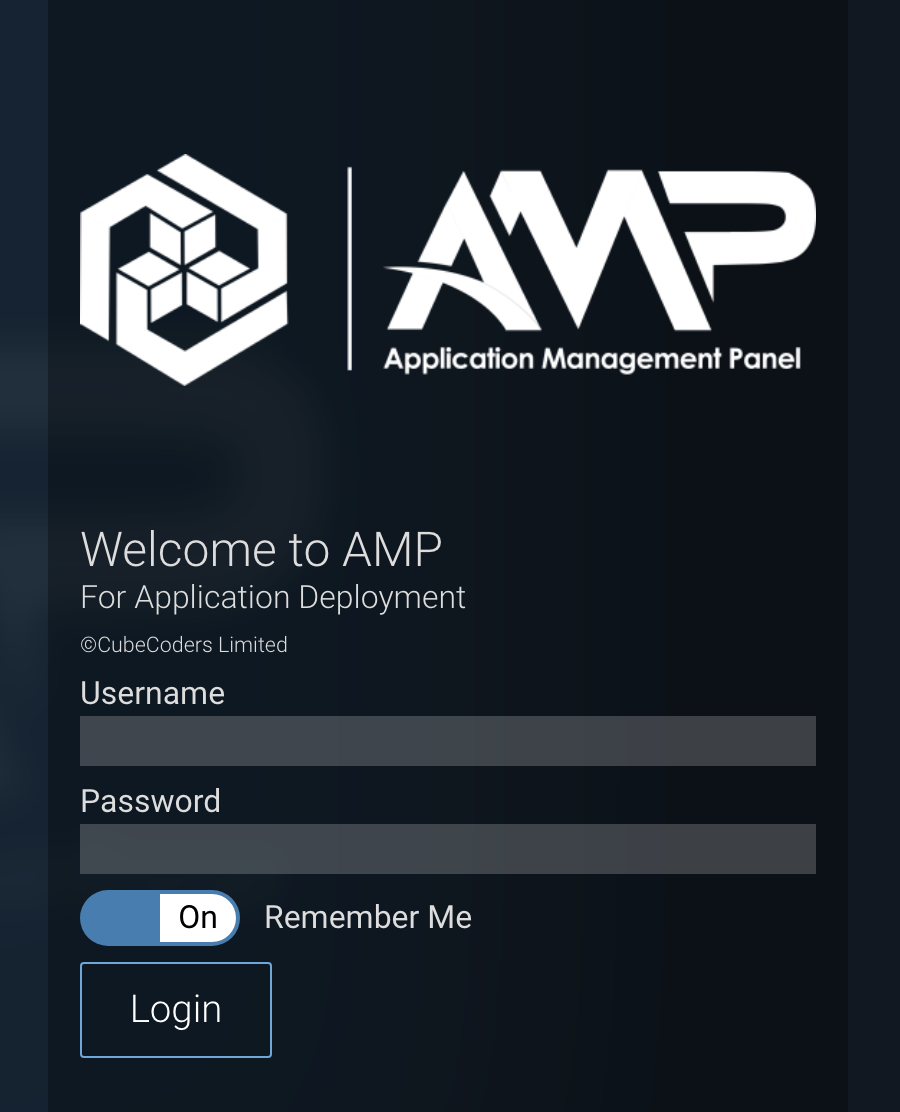 AMP
Application Management Panel
Welcome to AMP
For Application Deployment
©CubeCoders Limited
Username
Password
On Remember Me
Login